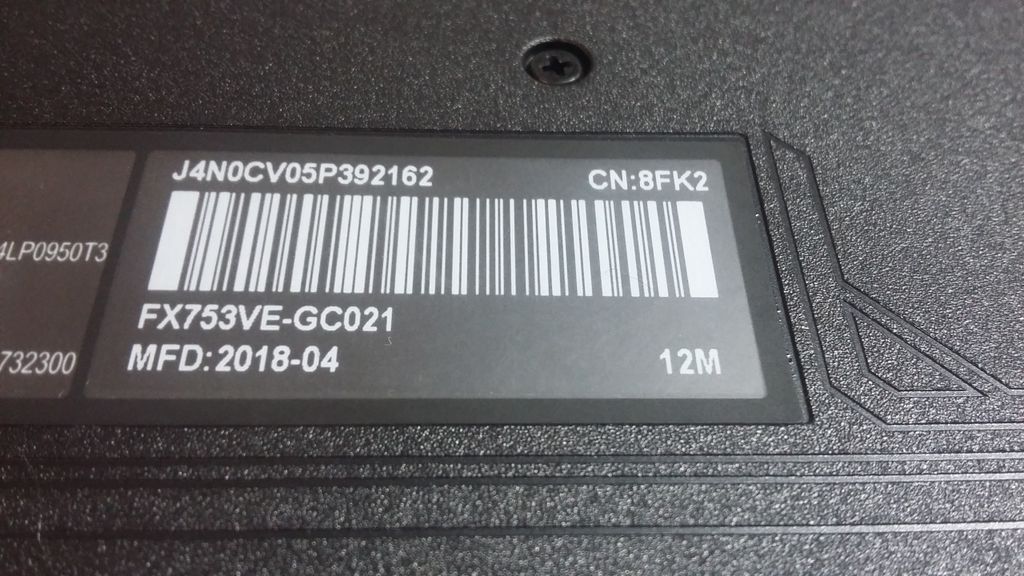 J4N0CV05P392162 CN:8FK2
4LP0950T3
FX753VE-GC021
MFD:2018-04 12M
732300